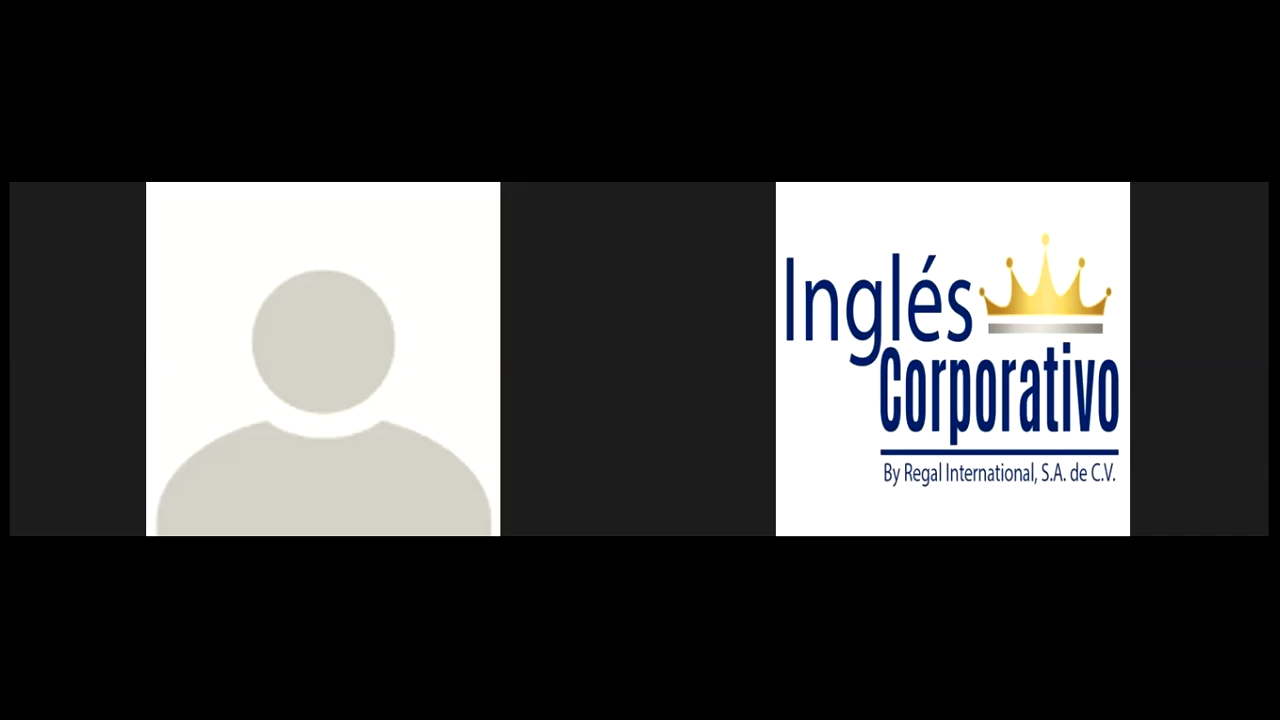 Inglés
Corporativo
By Regal International, S.A. de C.V.